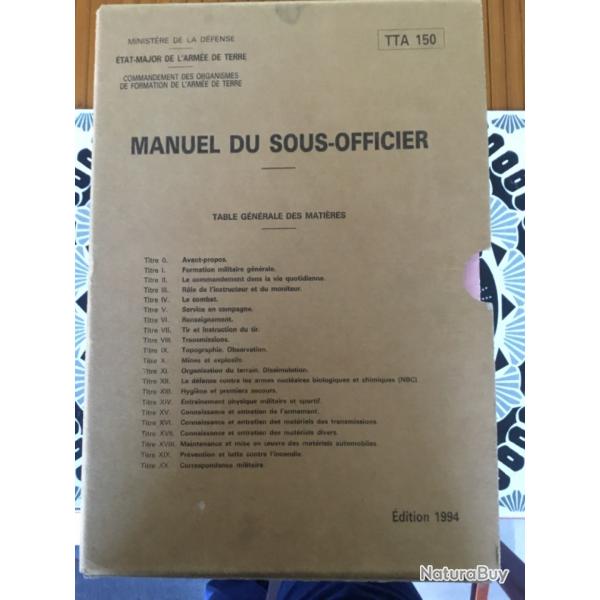 MINISTÈRE DE LA DÉFENSE
TTA 150
ÉTAT-MAJOR DE L'ARMÉE DE TERRE
COMMANDEMENT DES ORGANISMES
DE FORMATION DE L'ARMÉE DE TERRE
MANUEL DU SOUS-OFFICIER
TABLE GÉNÉRALE DES MATIÈRES
Titre 0. Avant-propos.
Titre I. Formation militaire générale.
Titre II. Le commandement dans la vie quotidienne.
Titre III. Rôle de l'instructeur et du moniteur.
Titre IV. Le combat.
Titre V. Service en campagne.
Titre VI. Renseignement.
Titre VII. Tir et instruction du tir.
Titre VIII. Transmissions.
Titre IX. Topographie. Observation.
Titre X. Mines et explosifs.
Titre XI. Organisation du terrain. Dissimulation.
Titre XII. La défense contre les armes nucléaires biologiques et chimiques (NBC)
Titre XIII. Hygiène et premiers secours.
Titre XIV. Entraînement physique militaire et sportif.
Titre XV. Connaissance et entretien de l'armement.
Titre XVI. Connaissance et entretien des matériels des transmissions.
Titre XVII. Connaissance et entretien des matériels divers.
Titre XVIII. Maintenance et mise en œuvre des matériels automobiles.
Titre XIX. Prévention et lutte contre l'incendie.
Titre XX. Correspondance militaire.
Édition 1994
NaturaBuy